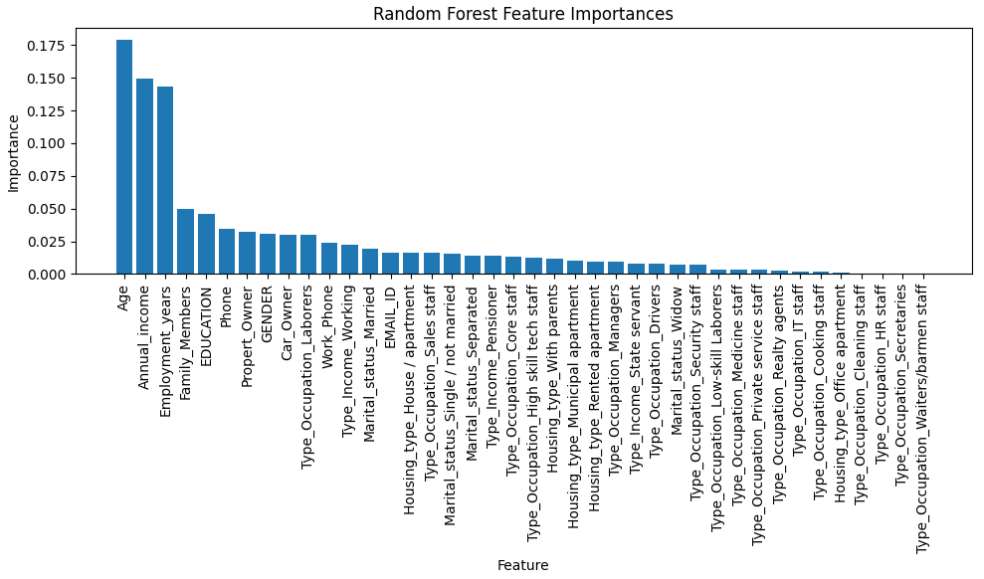 Random Forest Feature Importances
Importance
0.175
0.150
0.125
0.100
0.075
0.050
0.025
0.000
Age
Annual_income
Employment_years
Family_Members
EDUCATION
Phone
Propert_Owner
GENDER
Car_Owner
Type_Occupation_Laborers
Work_Phone
Type_Income_Working
Marital_status_Married
EMAIL_ID
Housing_type_House / apartment
Type_Occupation_Sales staff
Marital_status_Single / not married
Marital_status_Separated
Type_Income_Pensioner
Type_Occupation_Core staff
Type_Occupation_High skill tech staff
Housing_type_With parents
Housing_type_Municipal apartment
Housing_type_Rented apartment
Type_Occupation_Managers
Type_Income_State servant
Type_Occupation_Drivers
Marital_status_Widow
Type_Occupation_Security staff
Type_Occupation_Low-skill Laborers
Type_Occupation_Medicine staff
Type_Occupation_Private service staff
Type_Occupation_Realty agents
Type_Occupation_IT staff
Type_Occupation_Cooking staff
Housing_type_Office apartment
Type_Occupation_Cleaning staff
Type_Occupation_HR staff
Type_Occupation_Secretaries
Type_Occupation_Waiters/barmen staff
Feature